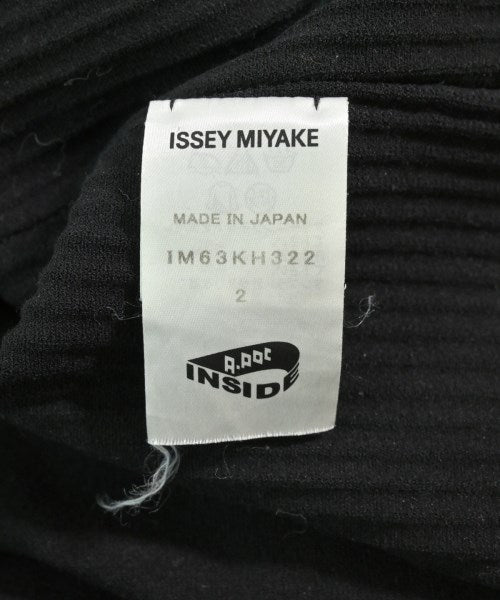 ISSEY MIYAKE
MADE IN JAPAN
IM63KH322
2
A.POC
INSIDE